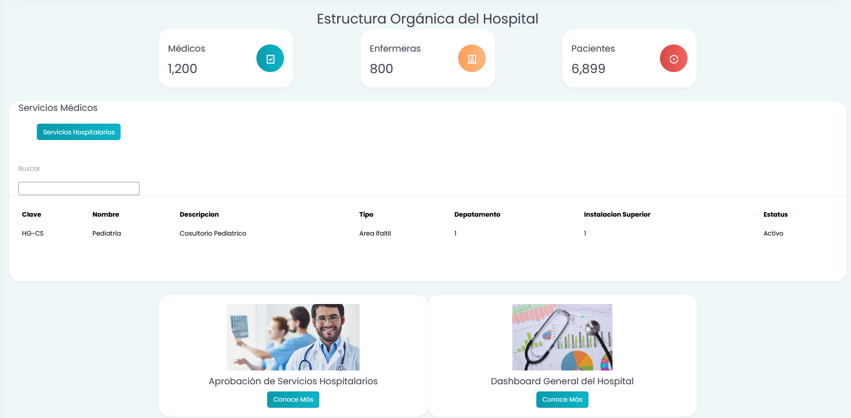 Estructura Orgánica del Hospital
Médicos
1,200
Enfermeras
800
Pacientes
6,899
Servicios Médicos
Servicios Hospitalarios
Buscar
Clave Nombre Descripcion Tipo Depatamento Instalacion Superior Estatus
HG-CS Pediatria Cosultorio Pediatrico Area Ifaltil 1 1 Activo
Aprobación de Servicios Hospitalarios Dashboard General del Hospital
Conoce Más Conoce Más